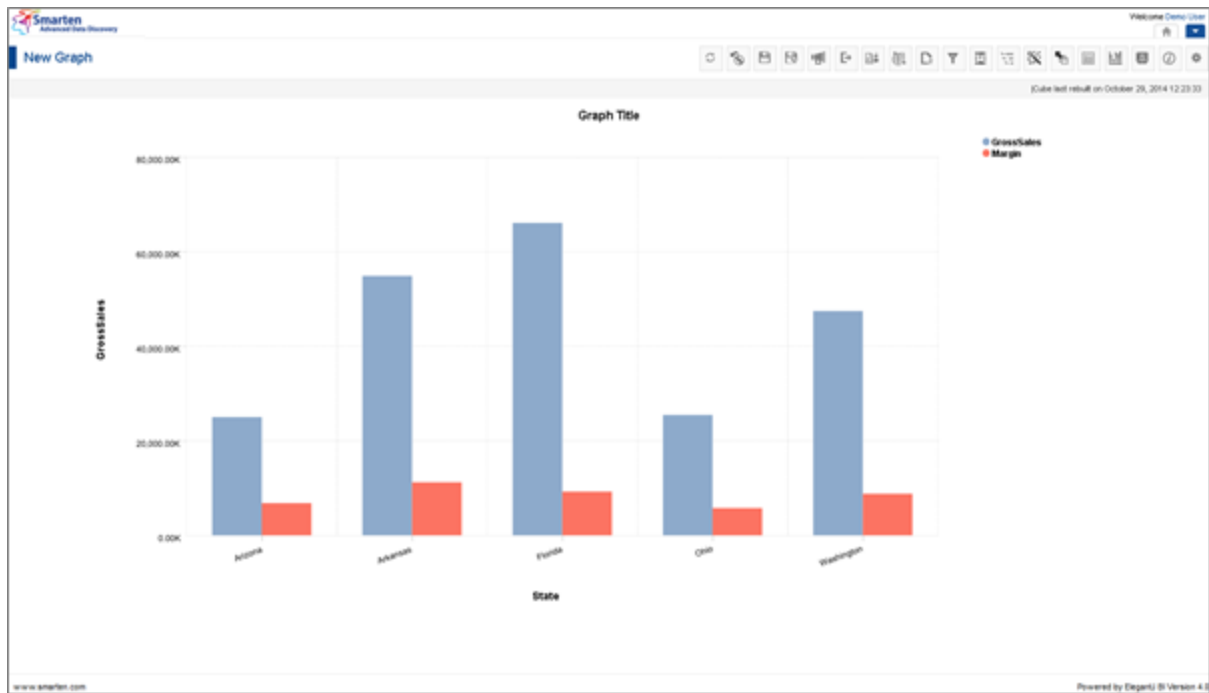 Smarten
Advanced Data Discovery
Welcome Demo User
New Graph
|Cube last rebuilt on October 29, 2014 12:23:33
Graph Title
GrossSales
Margin
80,000.00K
60,000.00K
40,000.00K
20,000.00K
0.00K
GrossSales
Arizona
Arkansas
Florida
Ohio
Washington
State
www.smarten.com
Powered by ElegantJ BI Version 4.0